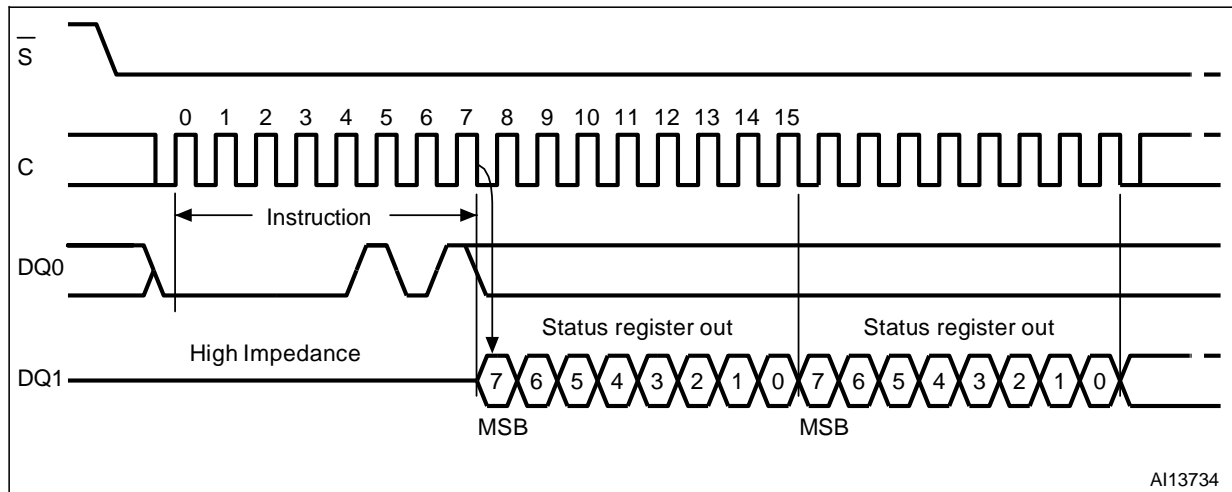 S
0 1 2 3 4 5 6 7 8 9 10 11 12 13 14 15
C
Instruction
DQ0
Status register out Status register out
High Impedance
DQ1
7 6 5 4 3 2 1 0 7 6 5 4 3 2 1 0
MSB MSB
AI13734